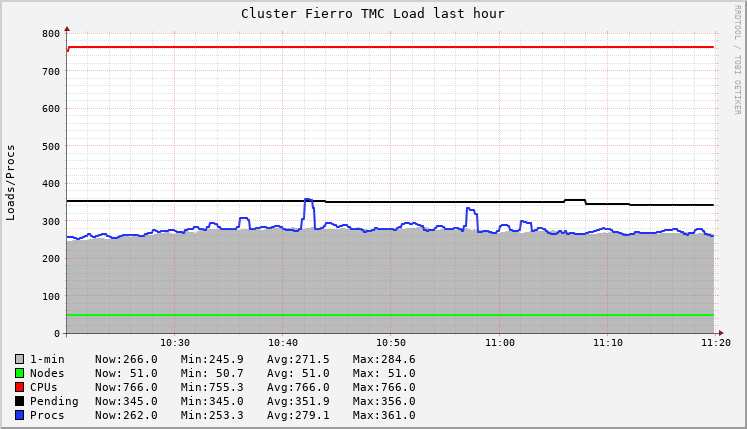 Cluster Fierro TMC Load last hour
RRDTOOL / TOBI OETIKER
Loads/Procs
800
700
600
500
400
300
200
100
0
10:30 10:40 10:50 11:00 11:10 11:20
1-min Now:266.0 Min:245.9 Avg:271.5 Max:284.6
Nodes Now: 51.0 Min: 50.7 Avg: 51.0 Max: 51.0
CPUs Now:766.0 Min:755.3 Avg:766.0 Max:766.0
Pending Now:345.0 Min:345.0 Avg:351.9 Max:356.0
Procs Now:262.0 Min:253.3 Avg:279.1 Max:361.0